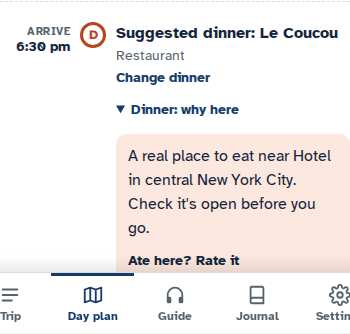 ARRIVE
6:30 pm
D
Suggested dinner: Le Coucou
Restaurant
Change dinner
▼ Dinner: why here
A real place to eat near Hotel
in central New York City.
Check it's open before you
go.
Ate here? Rate it
Trip
Day plan
Guide
Journal
Settin